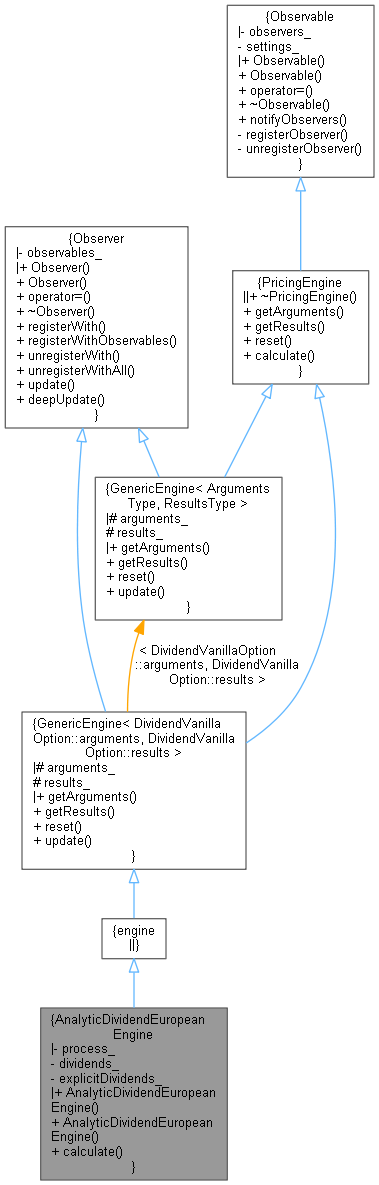 {Observable
|- observers_
- settings_
|+ Observable()
+ Observable()
+ operator=()
+ ~Observable()
+ notifyObservers()
- registerObserver()
- unregisterObserver()
}
{Observer
|- observables_
|+ Observer()
+ Observer()
+ operator=()
+ ~Observer()
+ registerWith()
+ registerWithObservables()
+ unregisterWith()
+ unregisterWithAll()
+ update()
+ deepUpdate()
}
{PricingEngine
||+ ~PricingEngine()
+ getArguments()
+ getResults()
+ reset()
+ calculate()
}
{GenericEngine< Arguments
Type, ResultsType >
|# arguments_
# results_
|+ getArguments()
+ getResults()
+ reset()
+ update()
}
< DividendVanillaOption
::arguments, DividendVanilla
Option::results >
{GenericEngine< DividendVanilla
Option::arguments, DividendVanilla
Option::results >
|# arguments_
# results_
|+ getArguments()
+ getResults()
+ reset()
+ update()
}
{engine
||}
{AnalyticDividendEuropean
Engine
|- process_
- dividends_
- explicitDividends_
|+ AnalyticDividendEuropean
Engine()
+ AnalyticDividendEuropean
Engine()
+ calculate()
}